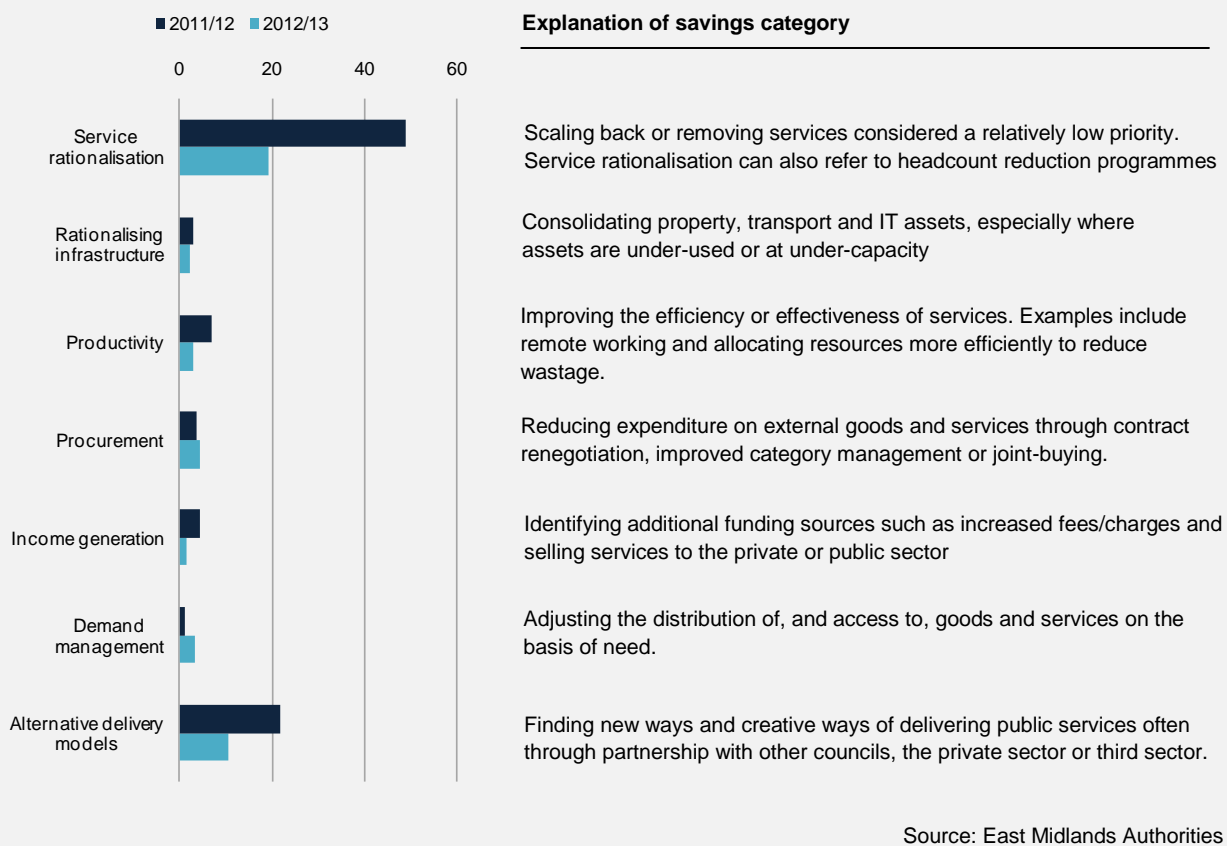 2011/12 2012/13
Explanation of savings category
0 20 40 60
Service
rationalisation
Scaling back or removing services considered a relatively low priority.
Service rationalisation can also refer to headcount reduction programmes
Rationalising
infrastructure
Consolidating property, transport and IT assets, especially where
assets are under-used or at under-capacity
Productivity
Improving the efficiency or effectiveness of services. Examples include
remote working and allocating resources more efficiently to reduce
wastage.
Procurement
Reducing expenditure on external goods and services through contract
renegotiation, improved category management or joint-buying.
Income generation
Identifying additional funding sources such as increased fees/charges and
selling services to the private or public sector
Demand
management
Adjusting the distribution of, and access to, goods and services on the
basis of need.
Alternative delivery
models
Finding new ways and creative ways of delivering public services often
through partnership with other councils, the private sector or third sector.
Source: East Midlands Authorities